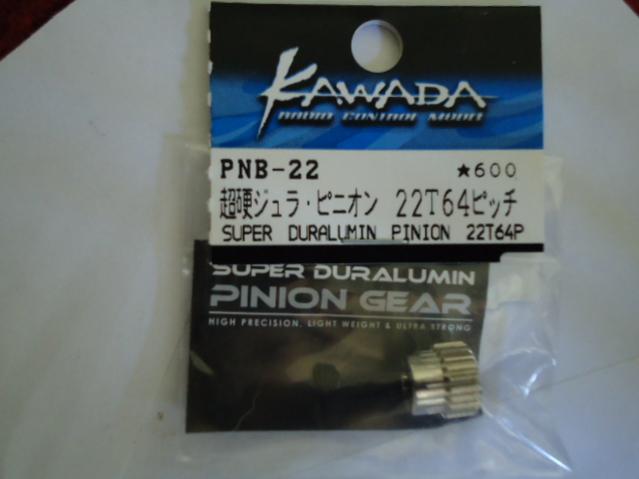 KAWADA
RADIO CONTROL MODEL
PNB-22 ★600
超硬ジュラ・ピニオン 22T64ピッチ
SUPER DURALUMIN PINION 22T64P
SUPER DURALUMIN
PINION GEAR
HIGH PRECISION, LIGHT WEIGHT & ULTRA STRONG